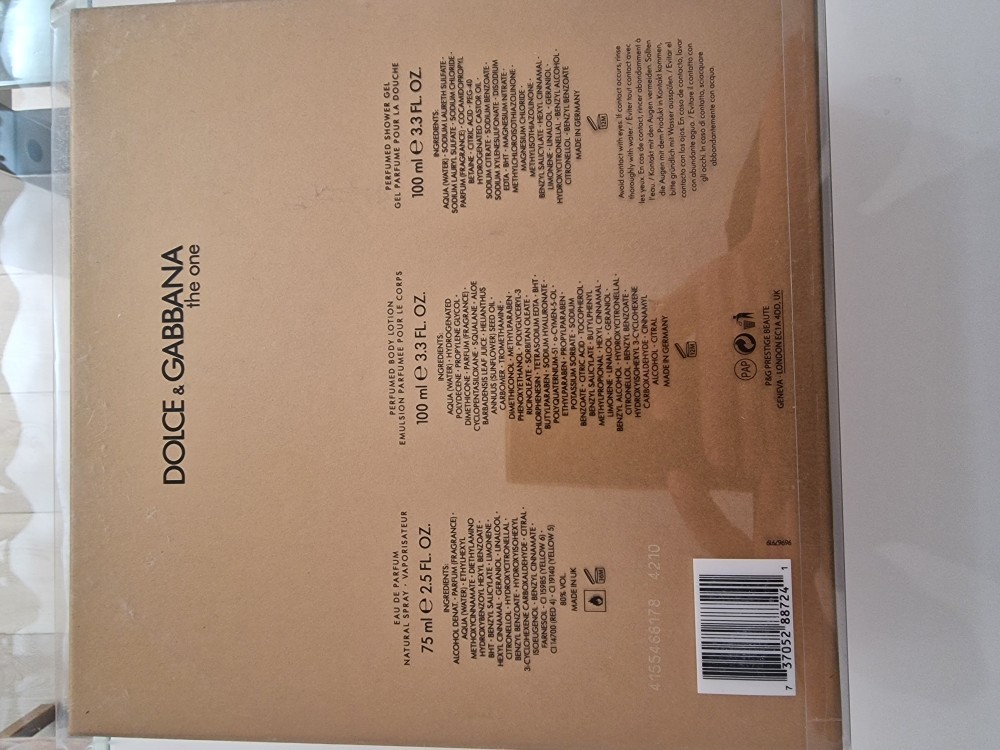 DOLCE & GABBANA
the one
EAU DE PARFUM
NATURAL SPRAY · VAPORISATEUR
75 ml ℮ 2.5 FL. OZ.
INGREDIENTS:
ALCOHOL DENAT. · PARFUM (FRAGRANCE) ·
AQUA (WATER) · ETHYLHEXYL
METHOXYCINNAMATE · DIETHYLAMINO
HYDROXYBENZOYL HEXYL BENZOATE ·
BHT · BENZYL SALICYLATE · LIMONENE ·
HEXYL CINNAMAL · GERANIOL · LINALOOL ·
CITRONELLOL · HYDROXYCITRONELLAL ·
BENZYL BENZOATE · HYDROXYISOHEXYL
3-CYCLOHEXENE CARBOXALDEHYDE · CITRAL ·
ISOEUGENOL · BENZYL CINNAMATE ·
FARNESOL · CI 15985 (YELLOW 6) ·
CI 14700 (RED 4) · CI 19140 (YELLOW 5)
80% VOL.
MADE IN UK
36M
4155466178 4210
7 37052 88724 1
PERFUMED BODY LOTION
EMULSION PARFUMEE POUR LE CORPS
100 ml ℮ 3.3 FL. OZ.
INGREDIENTS:
AQUA (WATER) · HYDROGENATED
POLYDECENE · PROPYLENE GLYCOL ·
DIMETHICONE · PARFUM (FRAGRANCE) ·
CYCLOPENTASILOXANE · SQUALANE · ALOE
BARBADENSIS LEAF JUICE · HELIANTHUS
ANNUUS (SUNFLOWER) SEED OIL ·
CARBOMER · TROMETHAMINE ·
DIMETHICONOL · METHYLPARABEN ·
PHENOXYETHANOL · POLYGLYCERYL-3
RICINOLEATE · SORBITAN OLEATE ·
CHLORPHENESIN · TETRASODIUM EDTA · BHT ·
BUTYLPARABEN · SODIUM HYALURONATE ·
POLYQUATERNIUM-51 · o-CYMEN-5-OL ·
ETHYLPARABEN · PROPYLPARABEN ·
POTASSIUM SORBATE · SODIUM
BENZOATE · CITRIC ACID · TOCOPHEROL ·
BENZYL SALICYLATE · BUTYLPHENYL
METHYLPROPIONAL · HEXYL CINNAMAL ·
LIMONENE · LINALOOL · GERANIOL ·
BENZYL ALCOHOL · HYDROXYCITRONELLAL ·
CITRONELLOL · BENZYL BENZOATE ·
HYDROXYISOHEXYL 3-CYCLOHEXENE
CARBOXALDEHYDE · CINNAMYL
ALCOHOL · CITRAL
MADE IN GERMANY
12M
PAP
P&G PRESTIGE BEAUTE
GENEVA · LONDON EC1A 4DD, UK
PERFUMED SHOWER GEL
GEL PARFUME POUR LA DOUCHE
100 ml ℮ 3.3 FL. OZ.
INGREDIENTS:
AQUA (WATER) · SODIUM LAURETH SULFATE ·
SODIUM LAURYL SULFATE · SODIUM CHLORIDE ·
PARFUM (FRAGRANCE) · COCAMIDOPROPYL
BETAINE · CITRIC ACID · PEG-40
HYDROGENATED CASTOR OIL ·
SODIUM CITRATE · SODIUM BENZOATE ·
SODIUM XYLENESULFONATE · DISODIUM
EDTA · BHT · MAGNESIUM NITRATE ·
METHYLCHLOROISOTHIAZOLINONE ·
MAGNESIUM CHLORIDE ·
METHYLISOTHIAZOLINONE ·
BENZYL SALICYLATE · HEXYL CINNAMAL ·
LIMONENE · LINALOOL · GERANIOL ·
HYDROXYCITRONELLAL · BENZYL ALCOHOL ·
CITRONELLOL · BENZYL BENZOATE
MADE IN GERMANY
12M
Avoid contact with eyes. If contact occurs, rinse
thoroughly with water. / Eviter tout contact avec
les yeux. En cas de contact, rincer abondamment à
l'eau. / Kontakt mit den Augen vermeiden. Sollten
die Augen mit dem Produkt in Kontakt kommen,
bitte gründlich mit Wasser ausspülen. / Evitar el
contacto con los ojos. En caso de contacto, lavar
con abundante agua. / Evitare il contatto con
gli occhi. In caso di contatto, sciacquare
abbondantemente con acqua.